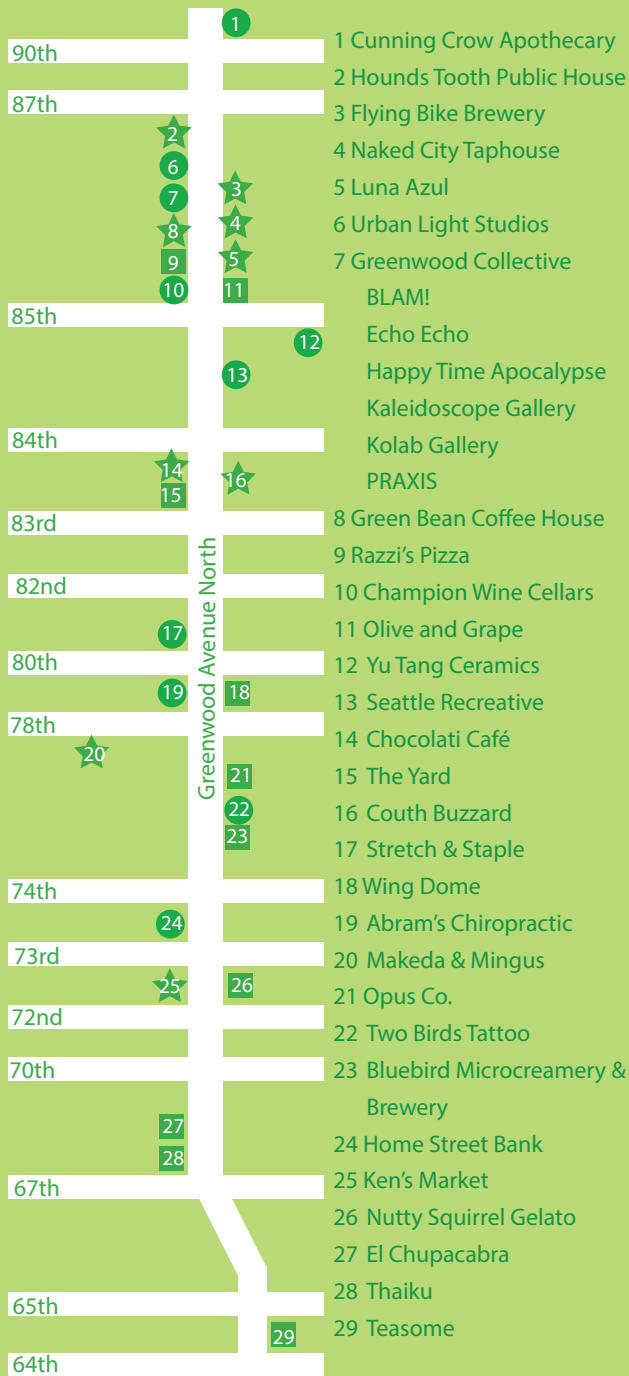 1
90th
87th
2
6
7
3
8
4
9
5
10
11
85th
12
13
84th
14
16
15
83rd
Greenwood Avenue North
82nd
17
80th
19
18
78th
20
21
22
23
74th
24
73rd
25
26
72nd
70th
27
28
67th
65th
29
64th
1 Cunning Crow Apothecary
2 Hounds Tooth Public House
3 Flying Bike Brewery
4 Naked City Taphouse
5 Luna Azul
6 Urban Light Studios
7 Greenwood Collective
BLAM!
Echo Echo
Happy Time Apocalypse
Kaleidoscope Gallery
Kolab Gallery
PRAXIS
8 Green Bean Coffee House
9 Razzi's Pizza
10 Champion Wine Cellars
11 Olive and Grape
12 Yu Tang Ceramics
13 Seattle Recreative
14 Chocolati Café
15 The Yard
16 Couth Buzzard
17 Stretch & Staple
18 Wing Dome
19 Abram's Chiropractic
20 Makeda & Mingus
21 Opus Co.
22 Two Birds Tattoo
23 Bluebird Microcreamery &
Brewery
24 Home Street Bank
25 Ken's Market
26 Nutty Squirrel Gelato
27 El Chupacabra
28 Thaiku
29 Teasome